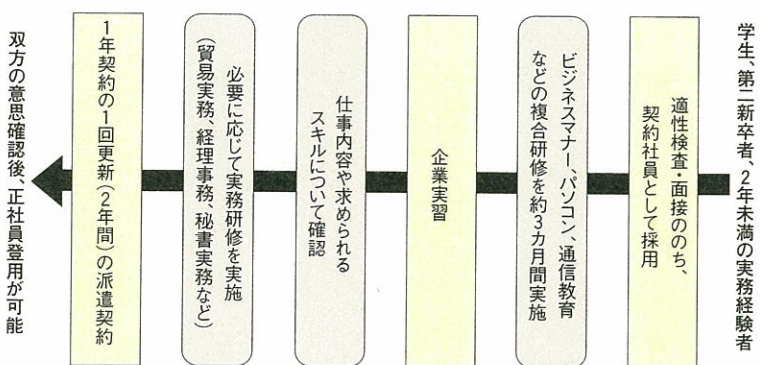 学生、第二新卒者、2年未満の実務経験者
適性検査・面接ののち、
契約社員として採用
ビジネスマナー、パソコン、通信教育
などの複合研修を約3カ月間実施
企業実習
仕事内容や求められる
スキルについて確認
必要に応じて実務研修を実施
(貿易実務、経理事務、秘書実務など)
1年契約の1回更新(2年間)の派遣契約
双方の意思確認後、正社員登用が可能